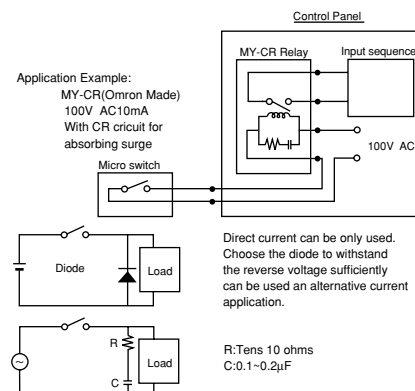 Control Panel
MY-CR Relay
Input sequence
Application Example:
MY-CR(Omron Made)
100V AC10mA
With CR cricuit for
absorbing surge
100V AC
Micro switch
Direct current can be only used.
Choose the diode to withstand
the reverse voltage sufficiently
can be used an alternative current
application.
Diode
Load
R
Load
C
R:Tens 10 ohms
C:0.1~0.2μF